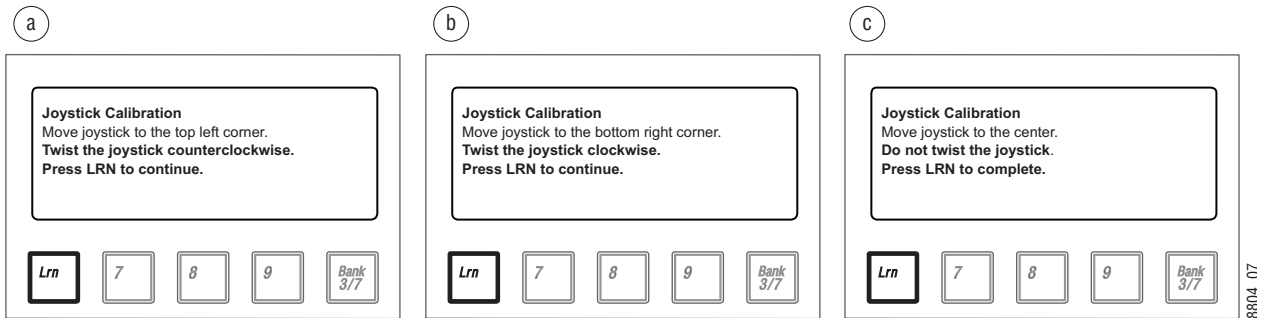 a
Joystick Calibration
Move joystick to the top left corner.
Twist the joystick counterclockwise.
Press LRN to continue.
Lrn
7
8
9
Bank
3/7
b
Joystick Calibration
Move joystick to the bottom right corner.
Twist the joystick clockwise.
Press LRN to continue.
Lrn
7
8
9
Bank
3/7
c
Joystick Calibration
Move joystick to the center.
Do not twist the joystick.
Press LRN to complete.
Lrn
7
8
9
Bank
3/7
8804_07